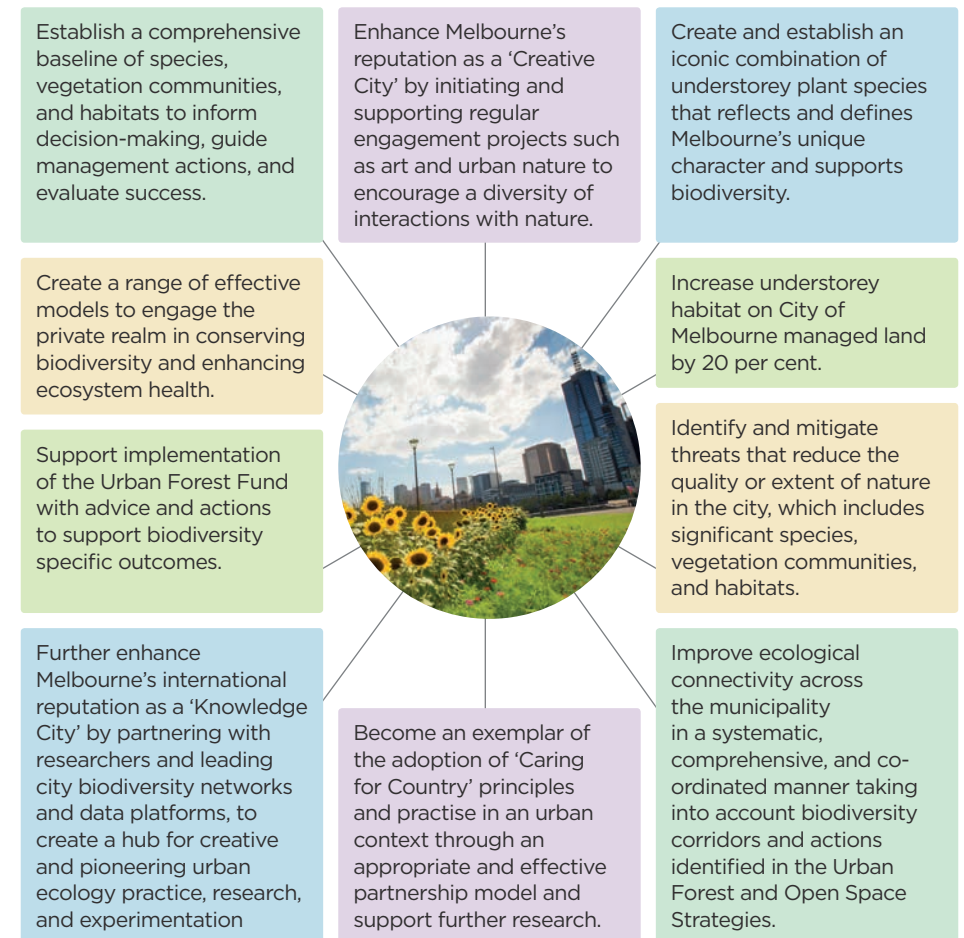 Establish a comprehensive
baseline of species,
vegetation communities,
and habitats to inform
decision-making, guide
management actions, and
evaluate success.
Enhance Melbourne's
reputation as a 'Creative
City' by initiating and
supporting regular
engagement projects such
as art and urban nature to
encourage a diversity of
interactions with nature.
Create and establish an
iconic combination of
understorey plant species
that reflects and defines
Melbourne's unique
character and supports
biodiversity.
Create a range of effective
models to engage the
private realm in conserving
biodiversity and enhancing
ecosystem health.
Increase understorey
habitat on City of
Melbourne managed land
by 20 per cent.
Support implementation
of the Urban Forest Fund
with advice and actions
to support biodiversity
specific outcomes.
Identify and mitigate
threats that reduce the
quality or extent of nature
in the city, which includes
significant species,
vegetation communities,
and habitats.
Further enhance
Melbourne's international
reputation as a 'Knowledge
City' by partnering with
researchers and leading
city biodiversity networks
and data platforms, to
create a hub for creative
and pioneering urban
ecology practice, research,
and experimentation
Become an exemplar of
the adoption of 'Caring
for Country' principles
and practise in an urban
context through an
appropriate and effective
partnership model and
support further research.
Improve ecological
connectivity across
the municipality
in a systematic,
comprehensive, and co-
ordinated manner taking
into account biodiversity
corridors and actions
identified in the Urban
Forest and Open Space
Strategies.